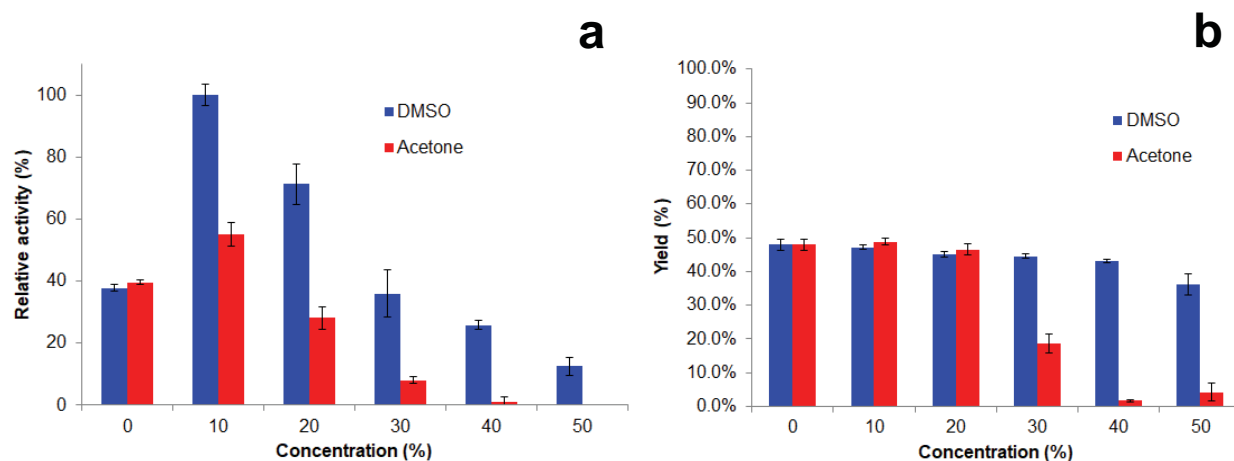 a
Relative activity (%)
100
80
60
40
20
0
DMSO
Acetone
0 10 20 30 40 50
Concentration (%)
b
Yield (%)
100.0%
90.0%
80.0%
70.0%
60.0%
50.0%
40.0%
30.0%
20.0%
10.0%
0.0%
DMSO
Acetone
0 10 20 30 40 50
Concentration (%)